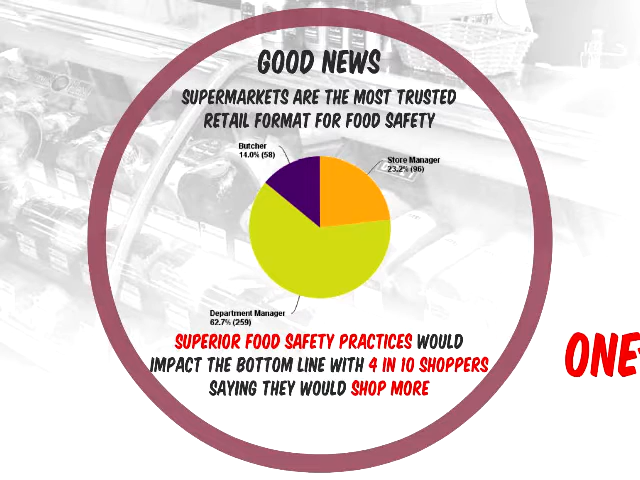 GOOD NEWS
SUPERMARKETS ARE THE MOST TRUSTED
RETAIL FORMAT FOR FOOD SAFETY
Butcher
14.0% (58)
Store Manager
23.2% (96)
Department Manager
62.7% (259)
SUPERIOR FOOD SAFETY PRACTICES WOULD
IMPACT THE BOTTOM LINE WITH 4 IN 10 SHOPPERS
SAYING THEY WOULD SHOP MORE
ONE